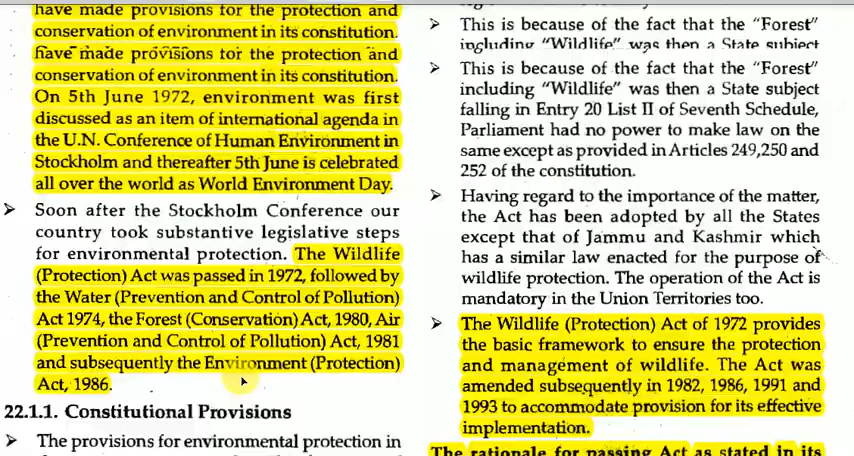 have made provisions for the protection and
conservation of environment in its constitution.
have made provisions for the protection and
conservation of environment in its constitution.
On 5th June 1972, environment was first
discussed as an item of international agenda in
the U.N. Conference of Human Environment in
Stockholm and thereafter 5th June is celebrated
all over the world as World Environment Day.
➤ Soon after the Stockholm Conference our
country took substantive legislative steps
for environmental protection. The Wildlife
(Protection) Act was passed in 1972, followed by
the Water (Prevention and Control of Pollution)
Act 1974, the Forest (Conservation) Act, 1980, Air
(Prevention and Control of Pollution) Act, 1981
and subsequently the Environment (Protection)
Act, 1986.
22.1.1. Constitutional Provisions
➤ The provisions for environmental protection in
➤ This is because of the fact that the "Forest"
including "Wildlife" was then a State subject
➤ This is because of the fact that the "Forest"
including "Wildlife" was then a State subject
falling in Entry 20 List II of Seventh Schedule,
Parliament had no power to make law on the
same except as provided in Articles 249,250 and
252 of the constitution.
➤ Having regard to the importance of the matter,
the Act has been adopted by all the States
except that of Jammu and Kashmir which
has a similar law enacted for the purpose of
wildlife protection. The operation of the Act is
mandatory in the Union Territories too.
➤ The Wildlife (Protection) Act of 1972 provides
the basic framework to ensure the protection
and management of wildlife. The Act was
amended subsequently in 1982, 1986, 1991 and
1993 to accommodate provision for its effective
implementation.
The rationale for passing Act as stated in its